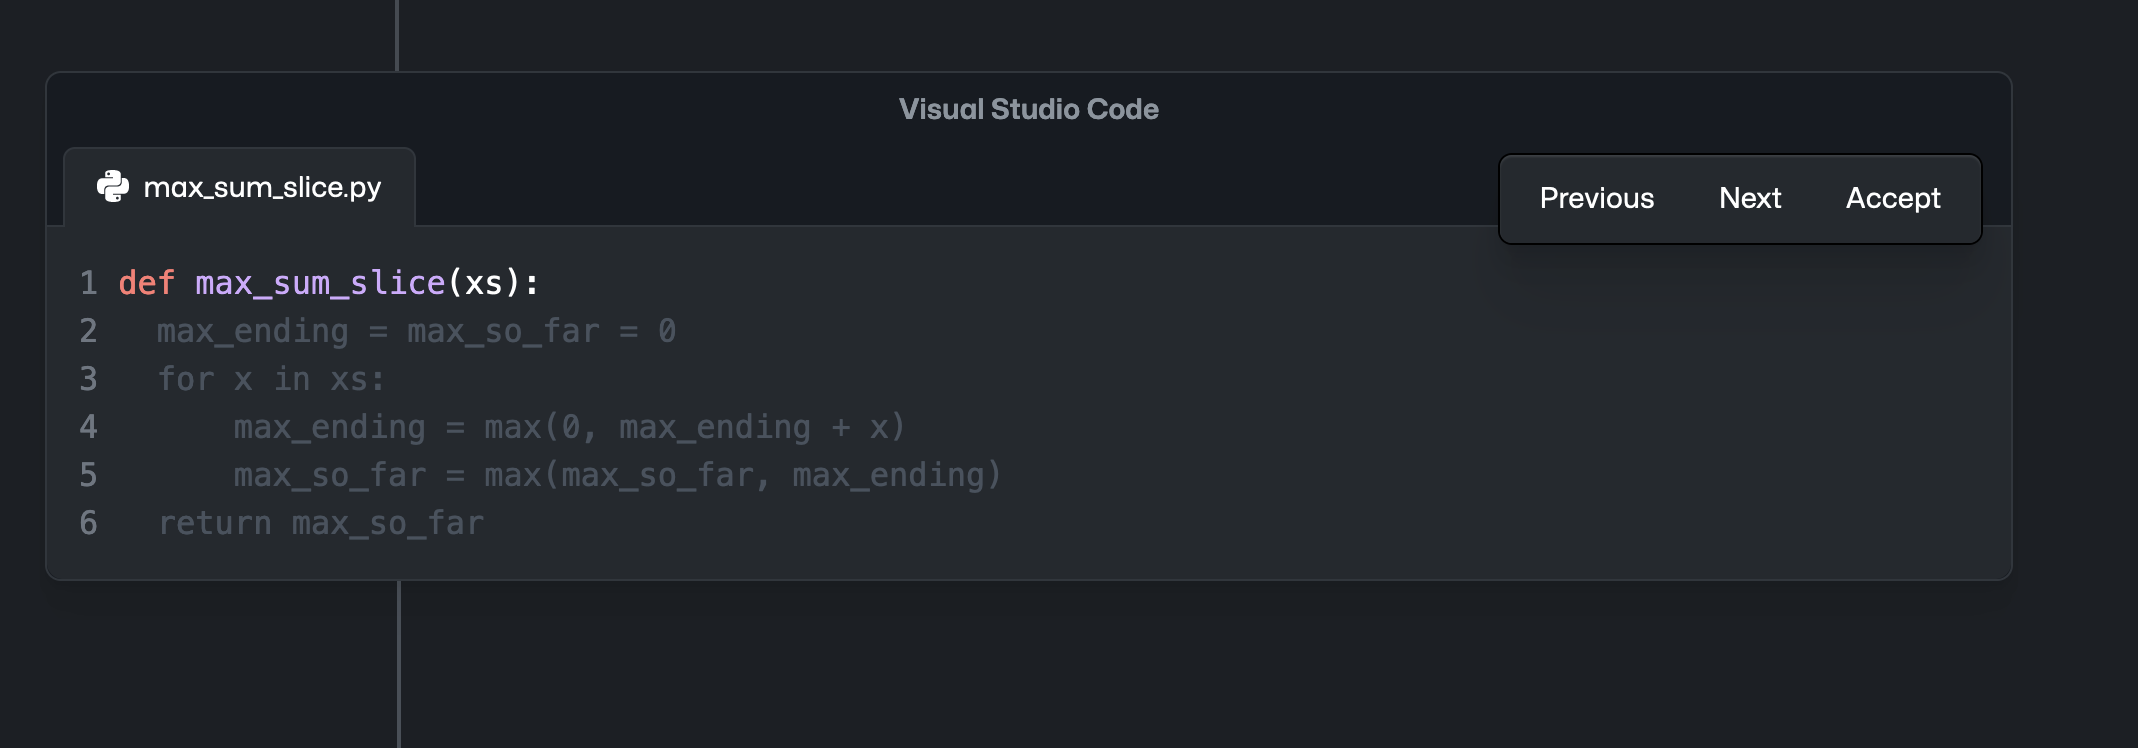 Visual Studio Code
max_sum_slice.py
Previous Next Accept
1 def max_sum_slice(xs):
2   max_ending = max_so_far = 0
3   for x in xs:
4       max_ending = max(0, max_ending + x)
5       max_so_far = max(max_so_far, max_ending)
6   return max_so_far